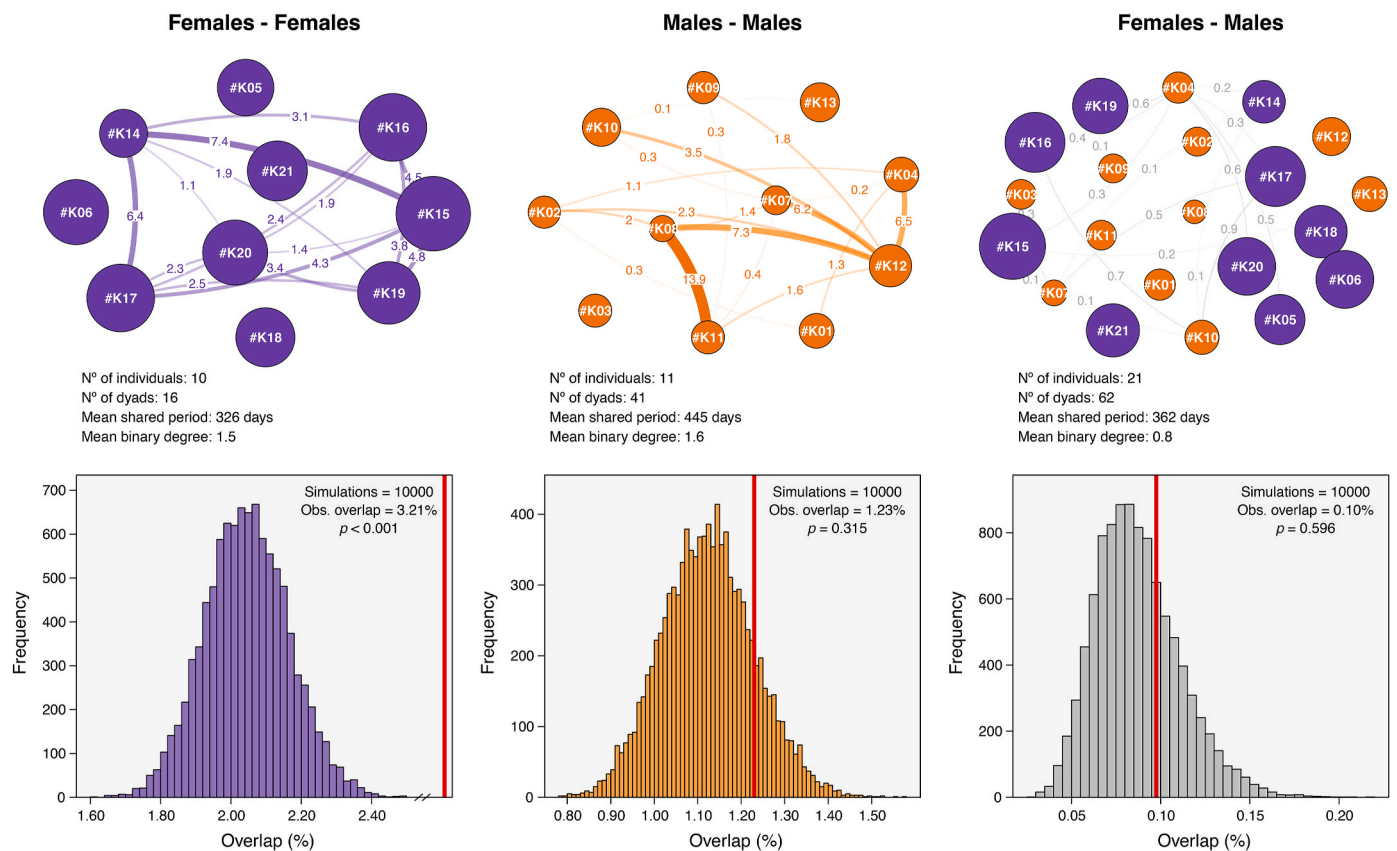 Females - Females
#K05
#K14
3.1
#K16
7.4
#K21
1.9
4.5
1.1
1.9
#K06
6.4
#K15
2.4
#K20
1.4
3.8
4.8
2.3
3.4
4.3
2.5
#K17
#K19
#K18
Nº of individuals: 10
Nº of dyads: 16
Mean shared period: 326 days
Mean binary degree: 1.5
Males - Males
#K09
#K13
0.1
#K10
0.3
1.8
0.3
3.5
#K04
1.1
0.2
#K07
#K02
2.3
1.4
6.2
2
#K08
7.3
6.5
0.3
13.9
0.4
1.3
#K12
1.6
#K03
#K11
#K01
Nº of individuals: 11
Nº of dyads: 41
Mean shared period: 445 days
Mean binary degree: 1.6
Females - Males
#K04
0.2
#K19
0.6
#K14
0.3
#K16
0.4
0.1
#K02
#K12
#K09
0.1
0.6
#K17
#K03
0.3
#K13
0.3
0.5
0.5
#K11
0.9
#K18
#K15
0.2
#K20
0.1
0.7
0.1
#K06
#K07
0.1
#K01
#K21
#K10
#K05
Nº of individuals: 21
Nº of dyads: 62
Mean shared period: 362 days
Mean binary degree: 0.8
Simulations = 10000
Obs. overlap = 3.21%
p < 0.001
Frequency
700
600
500
400
300
200
100
0
1.60
1.80
2.00
2.20
2.40
Overlap (%)
Simulations = 10000
Obs. overlap = 1.23%
p = 0.315
Frequency
400
300
200
100
0
0.80
0.90
1.00
1.10
1.20
1.30
1.40
1.50
Overlap (%)
Simulations = 10000
Obs. overlap = 0.10%
p = 0.596
Frequency
800
600
400
200
0
0.05
0.10
0.15
0.20
Overlap (%)